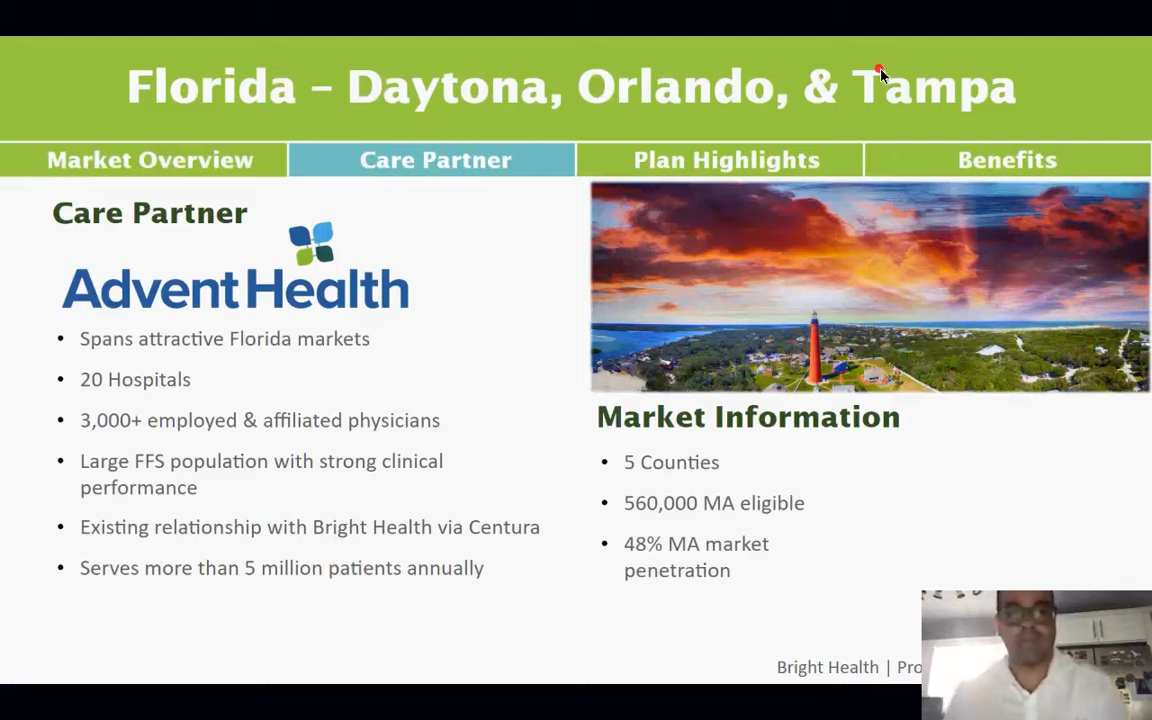 Florida – Daytona, Orlando, & Tampa
Market Overview
Care Partner
Plan Highlights
Benefits
Care Partner
AdventHealth
• Spans attractive Florida markets
• 20 Hospitals
• 3,000+ employed & affiliated physicians
• Large FFS population with strong clinical
performance
• Existing relationship with Bright Health via Centura
• Serves more than 5 million patients annually
Market Information
• 5 Counties
• 560,000 MA eligible
• 48% MA market
penetration
Bright Health |